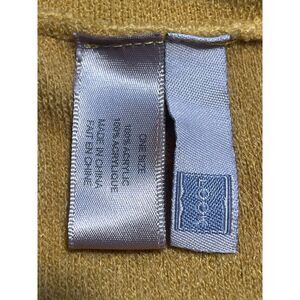 ONE SIZE
100% ACRYLIC
100% ACRYLIQUE
MADE IN CHINA
FAIT EN CHINE
LOOK